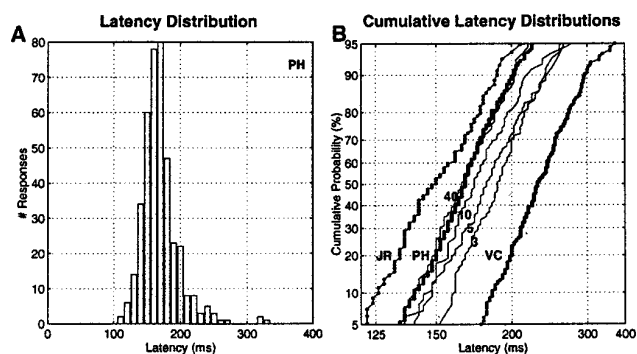 A
Latency Distribution
80
70
60
50
40
30
20
10
0
# Responses
PH
0 100 200 300 400
Latency (ms)
B
Cumulative Latency Distributions
95
90
80
70
60
50
40
30
20
10
5
Cumulative Probability (%)
40
10
5
3
JR
PH
VC
125 150 200 300 400
Latency (ms)